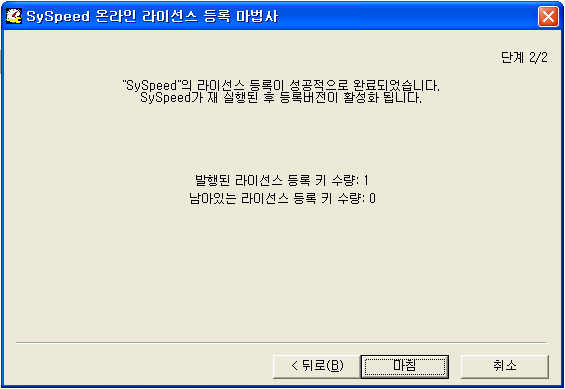 SySpeed 온라인 라이선스 등록 마법사
단계 2/2
"SySpeed"의 라이선스 등록이 성공적으로 완료되었습니다.
SySpeed가 재 실행된 후 등록버전이 활성화 됩니다.
발행된 라이선스 등록 키 수량: 1
남아있는 라이선스 등록 키 수량: 0
< 뒤로(B)
마침
취소